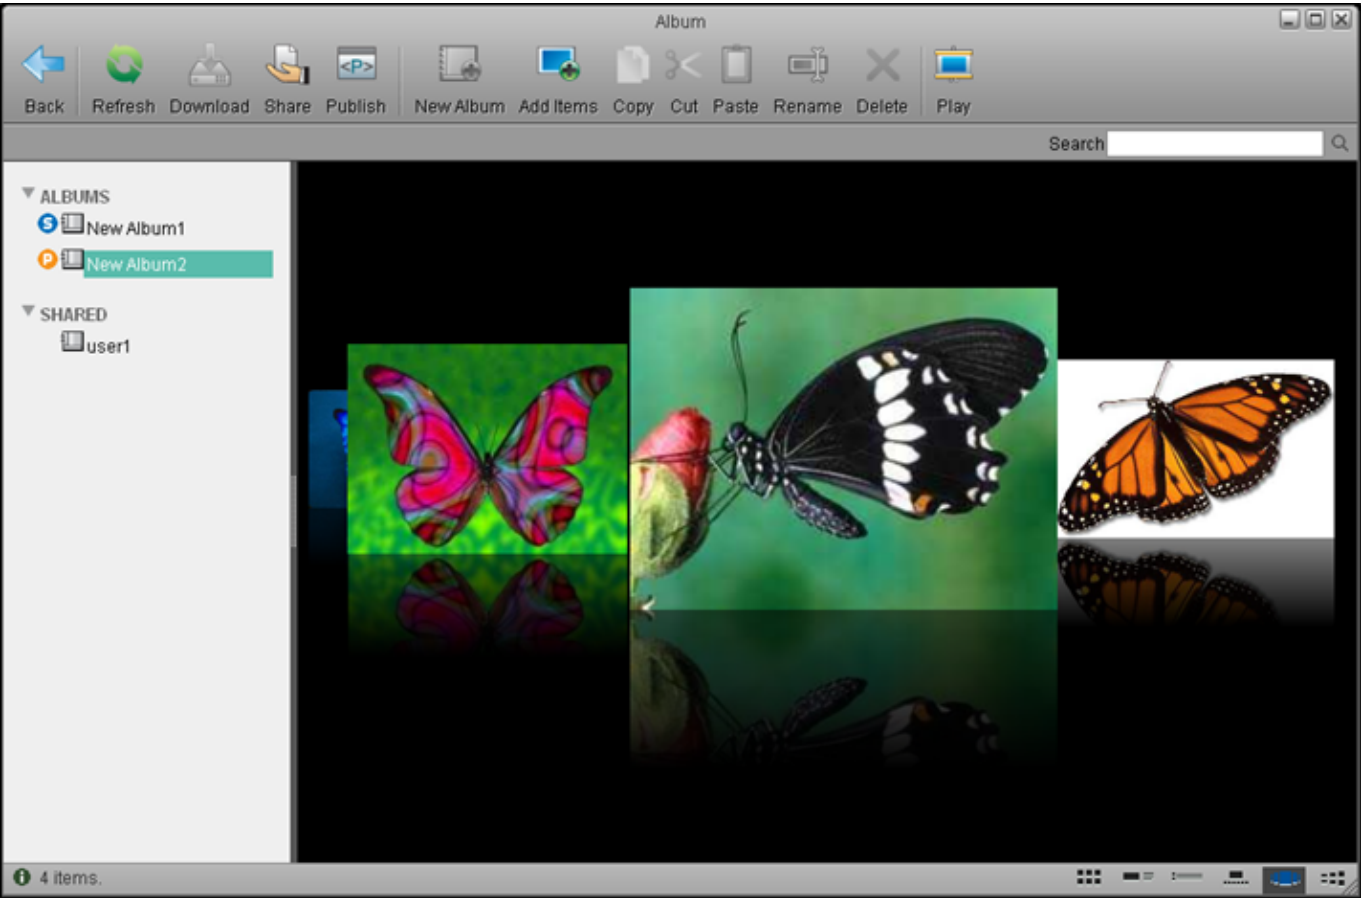 Album
Back Refresh Download Share <P> Publish New Album Add Items Copy Cut Paste Rename Delete Play
Search
ALBUMS
S New Album1
P New Album2
SHARED
user1
4 items.